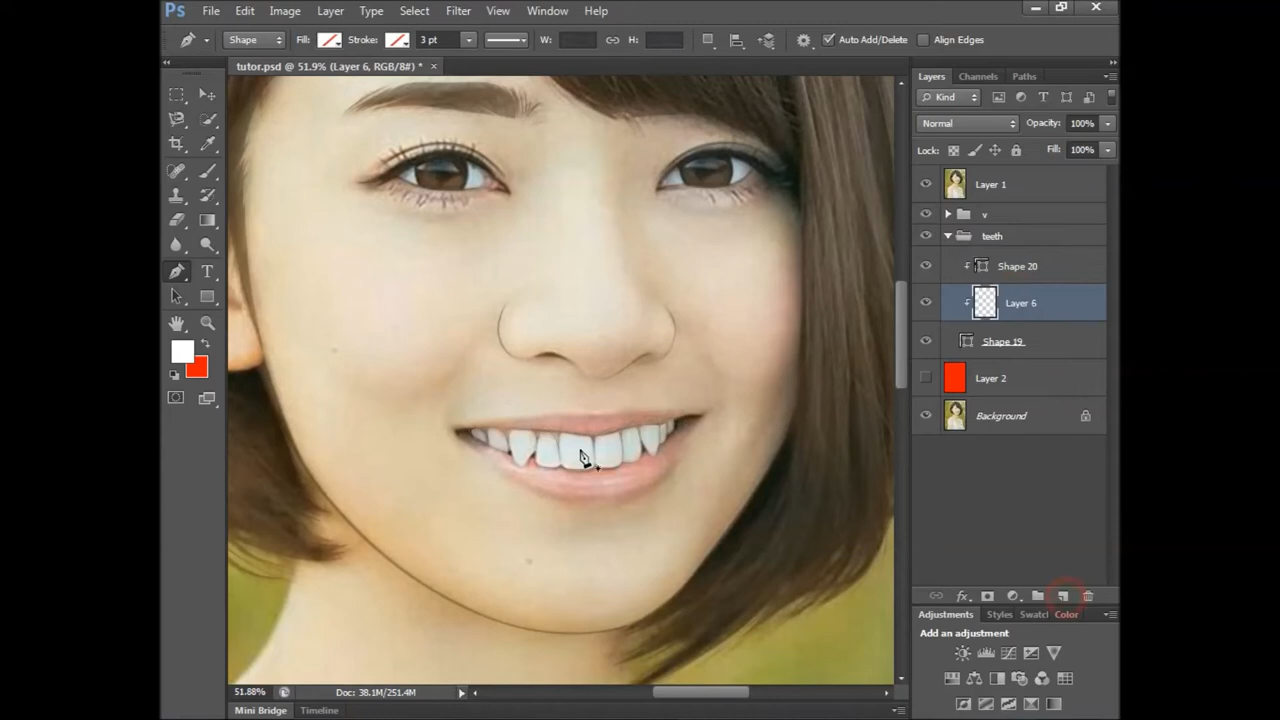 Ps File Edit Image Layer Type Select Filter View Window Help
Shape Fill: Stroke: 3 pt W: H: Auto Add/Delete Align Edges
tutor.psd @ 51.9% (Layer 6, RGB/8#) *
Layers Channels Paths
Kind T
Normal Opacity: 100%
Lock: Fill: 100%
Layer 1
v
teeth
Shape 20
Layer 6
Shape 19
Layer 2
Background
T
fx
Adjustments Styles Swatcl Color
Add an adjustment
51.88% Doc: 38.1M/251.4M
Mini Bridge Timeline